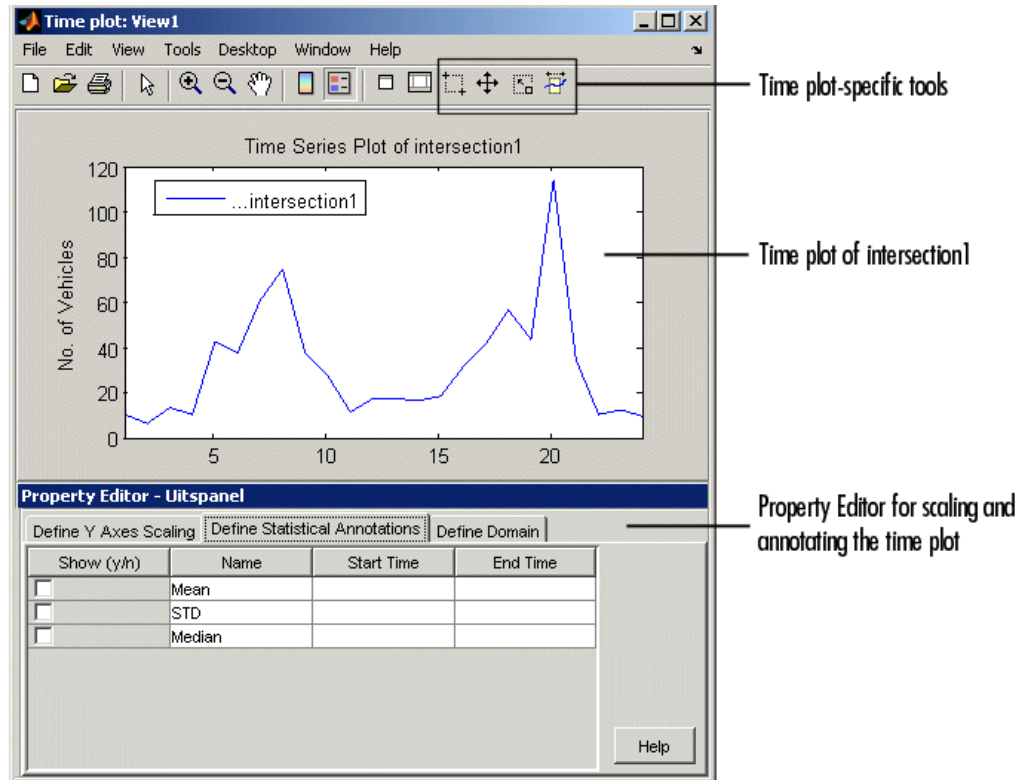 Time plot: View1
File Edit View Tools Desktop Window Help
Time plot-specific tools
Time Series Plot of intersection1
120
100
80
60
40
20
0
No. of Vehicles
...intersection1
5 10 15 20
Time plot of intersection1
Property Editor - Uitspanel
Define Y Axes Scaling Define Statistical Annotations Define Domain
Property Editor for scaling and
annotating the time plot
Show (y/n) Name Start Time End Time
Mean
STD
Median
Help